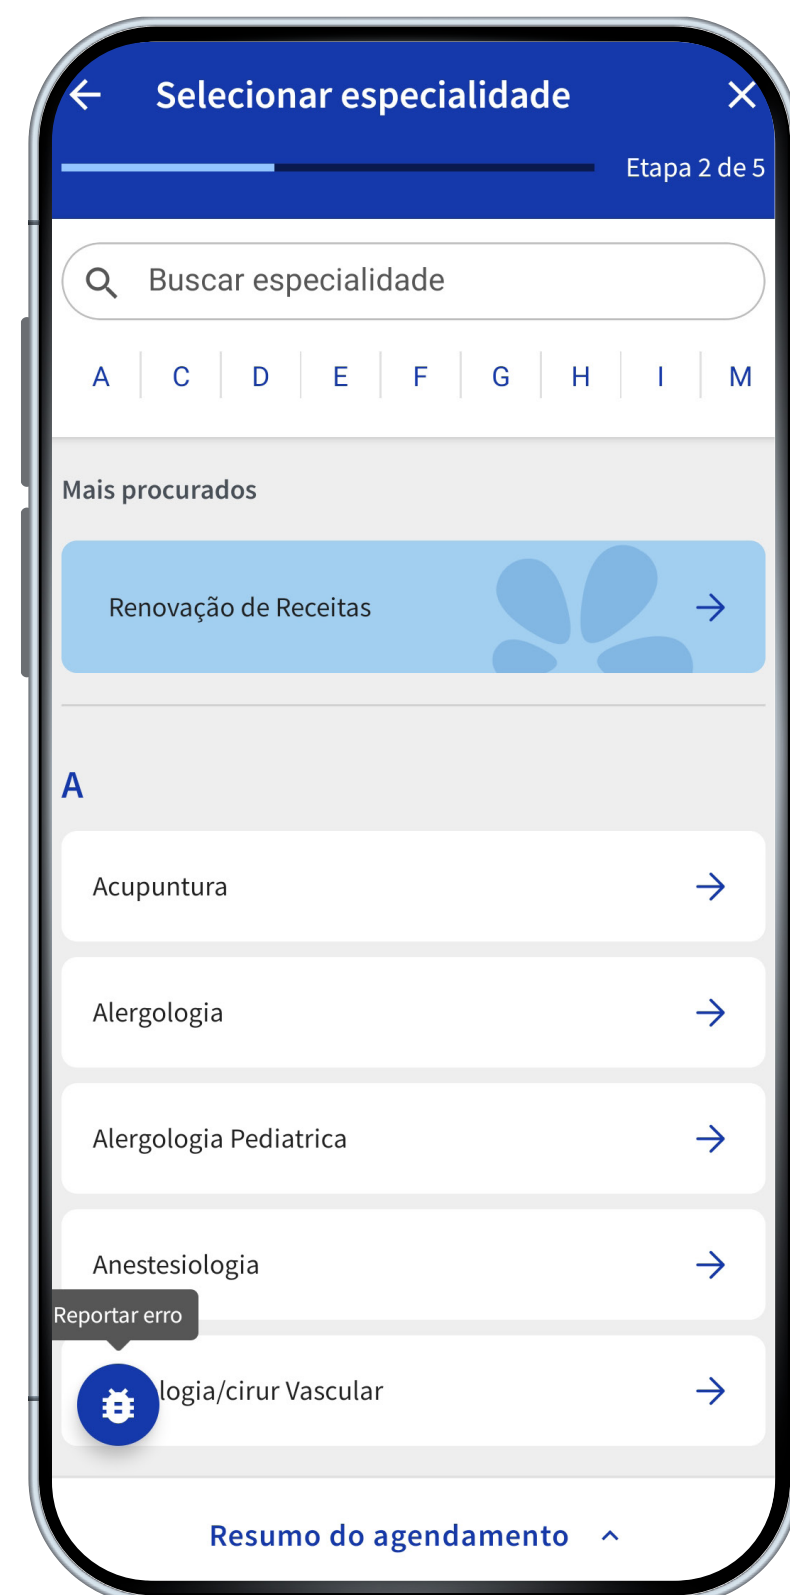 Selecionar especialidade
Etapa 2 de 5
Buscar especialidade
A C D E F G H I M
Mais procurados
Renovação de Receitas
A
Acupuntura
Alergologia
Alergologia Pediatrica
Anestesiologia
Reportar erro
logia/cirur Vascular
Resumo do agendamento